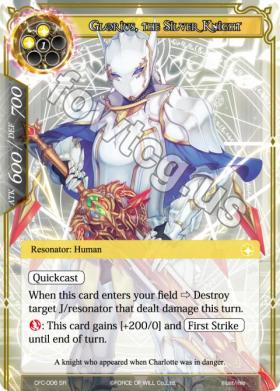 Glorius, the Silver Knight
1
ATK 600 / DEF 700
fowtcg.us
Resonator: Human
Quickcast
When this card enters your field ⇨ Destroy
target J/resonator that dealt damage this turn.
: This card gains [+200/0] and First Strike
until end of turn.
A knight who appeared when Charlotte was in danger.
CFC-006 SR
©FORCE OF WILL Co.,Ltd.